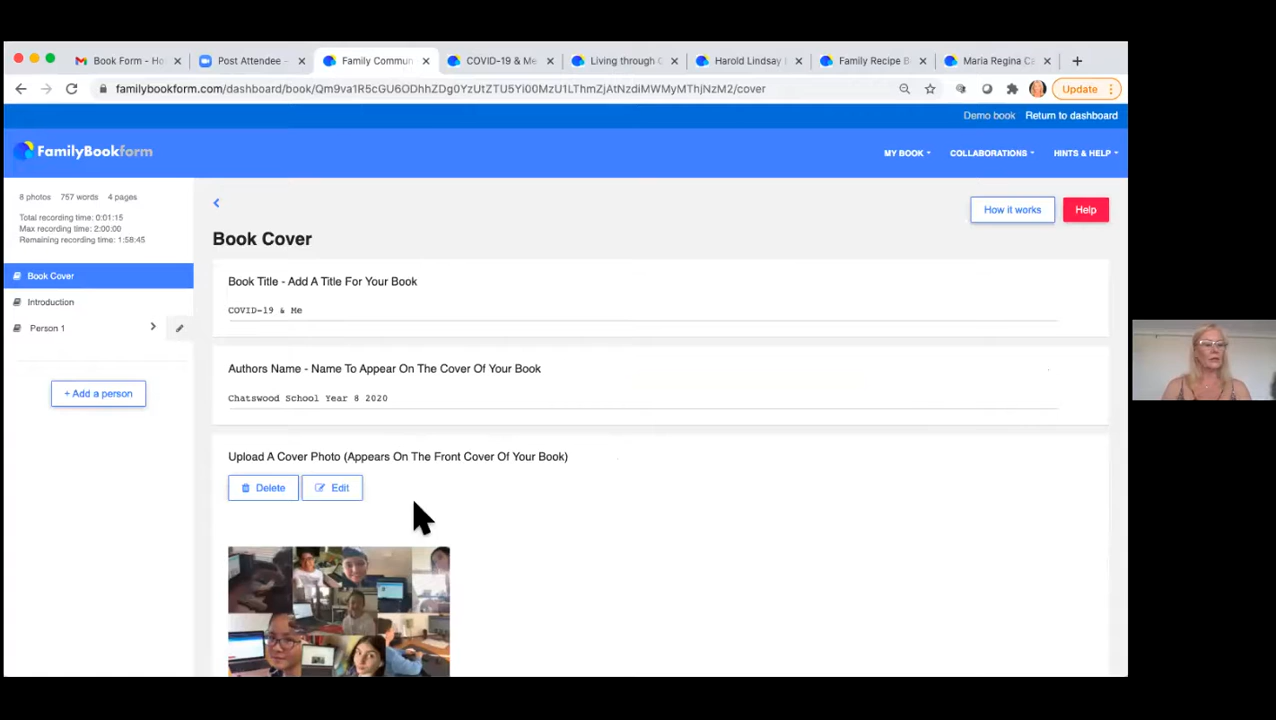 Book Form - Ho
Post Attendee -
Family Commun
COVID-19 & Me
Living through
Harold Lindsay
Family Recipe B
Maria Regina Ca
familybookform.com/dashboard/book/Qm9va1R5cGU6ODhhZDg0YzUtZTU5Yi00MzU1LThmZjAtNzdiMWMyMThjNzM2/cover
Update
Demo book
Return to dashboard
FamilyBookform
MY BOOK
COLLABORATIONS
HINTS & HELP
8 photos 757 words 4 pages
Total recording time: 0:01:15
Max recording time: 2:00:00
Remaining recording time: 1:58:45
How it works
Help
Book Cover
Book Cover
Introduction
Person 1
+ Add a person
Book Title - Add A Title For Your Book
COVID-19 & Me
Authors Name - Name To Appear On The Cover Of Your Book
Chatswood School Year 8 2020
Upload A Cover Photo (Appears On The Front Cover Of Your Book)
Delete
Edit